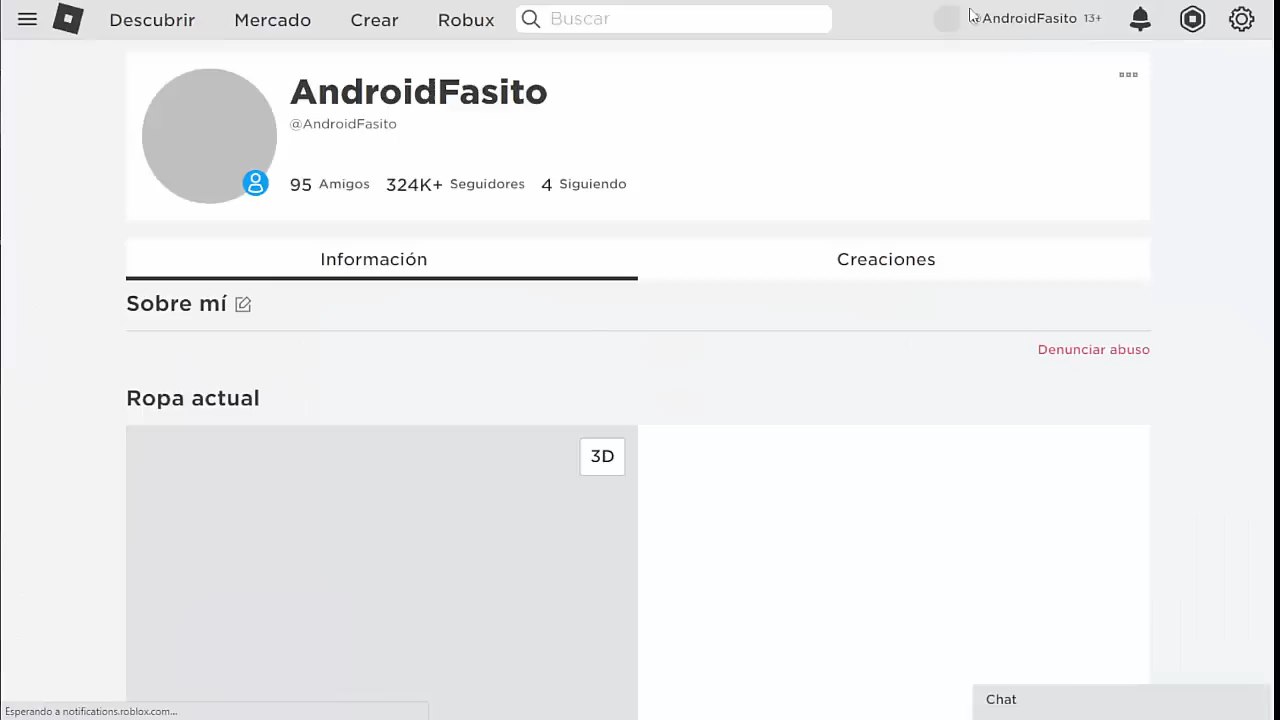 Descubrir Mercado Crear Robux Buscar @AndroidFasito 13+
AndroidFasito
@AndroidFasito
95 Amigos 324K+ Seguidores 4 Siguiendo
Información Creaciones
Sobre mí
Denunciar abuso
Ropa actual
3D
Chat
Esperando a notifications.roblox.com...